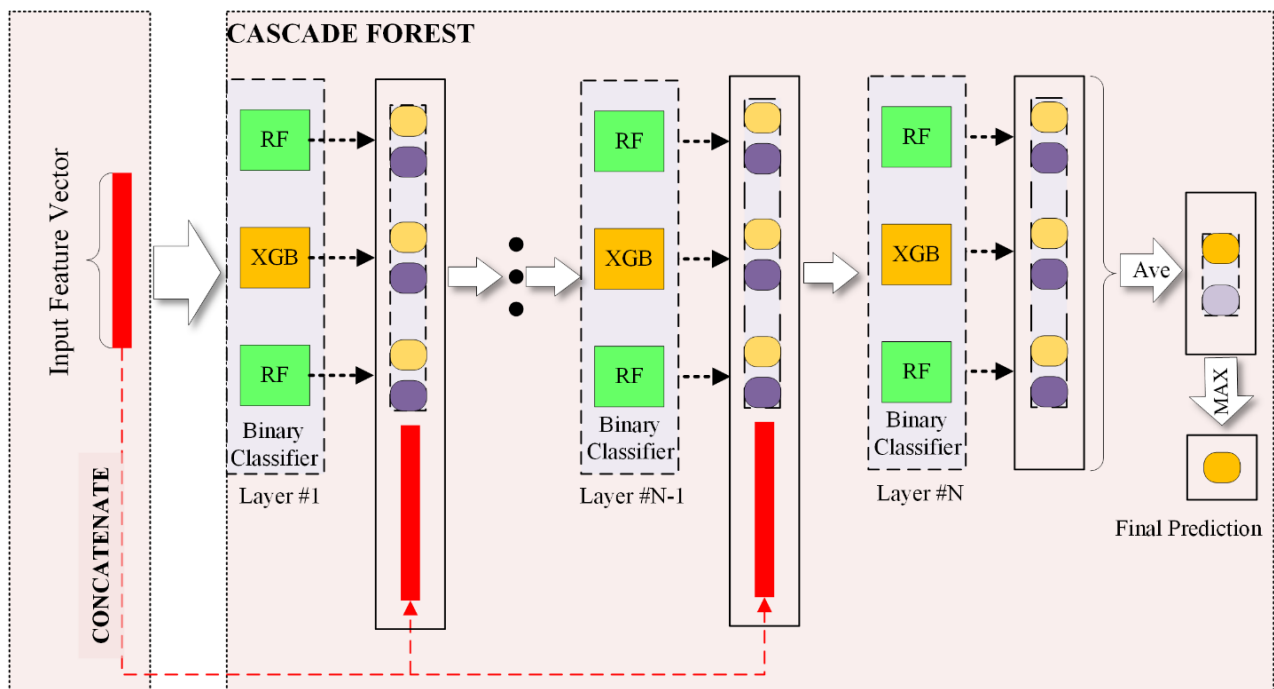 CASCADE FOREST
Input Feature Vector
CONCATENATE
RF
XGB
RF
Binary
Classifier
Layer #1
RF
XGB
RF
Binary
Classifier
Layer #N-1
RF
XGB
RF
Binary
Classifier
Layer #N
Ave
MAX
Final Prediction